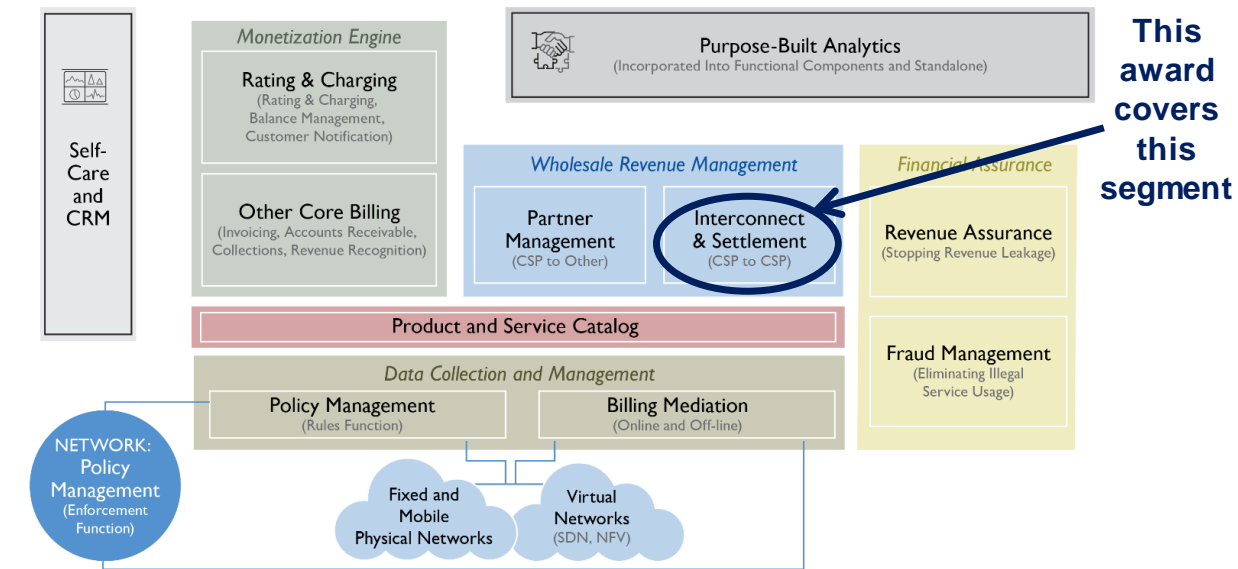 Self-
Care
and
CRM
Monetization Engine
Rating & Charging
(Rating & Charging,
Balance Management,
Customer Notification)
Other Core Billing
(Invoicing, Accounts Receivable,
Collections, Revenue Recognition)
Purpose-Built Analytics
(Incorporated Into Functional Components and Standalone)
This
award
covers
this
segment
Wholesale Revenue Management
Partner
Management
(CSP to Other)
Interconnect
& Settlement
(CSP to CSP)
Financial Assurance
Revenue Assurance
(Stopping Revenue Leakage)
Fraud Management
(Eliminating Illegal
Service Usage)
Product and Service Catalog
Data Collection and Management
Policy Management
(Rules Function)
Billing Mediation
(Online and Off-line)
NETWORK:
Policy
Management
(Enforcement
Function)
Fixed and
Mobile
Physical Networks
Virtual
Networks
(SDN, NFV)